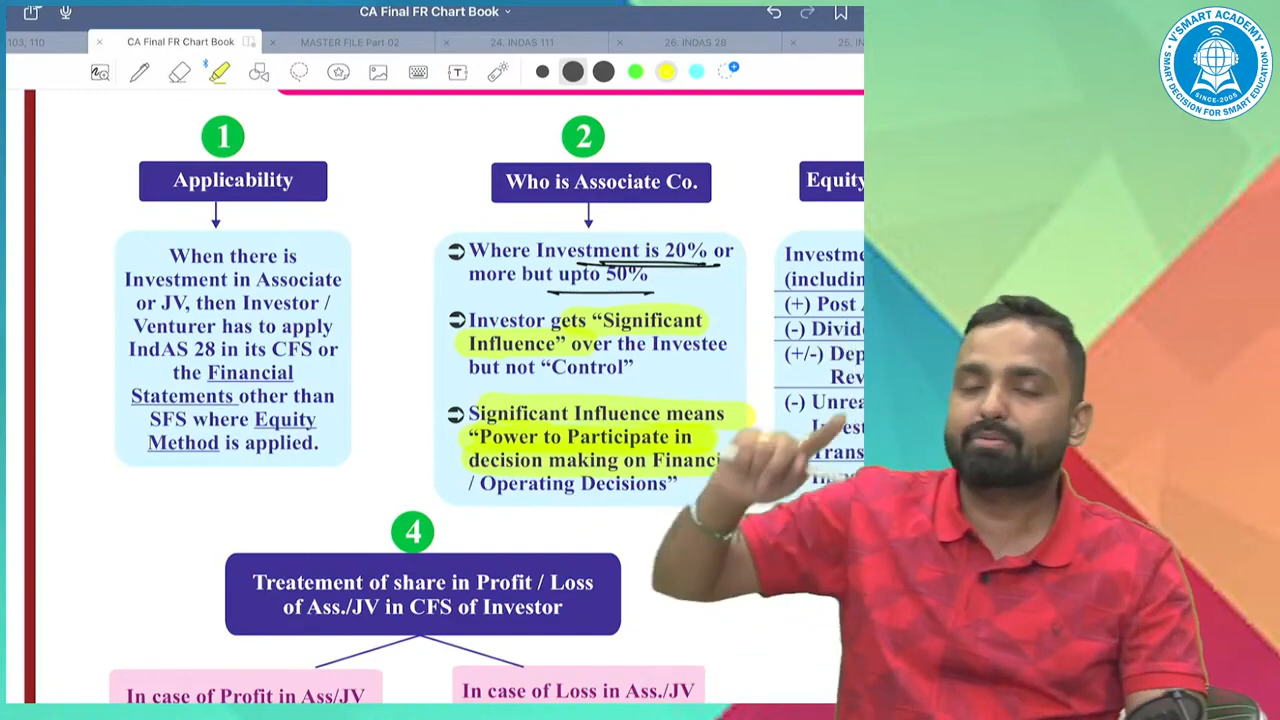 CA Final FR Chart Book
103, 110
CA Final FR Chart Book
MASTER FILE Part 02
24. INDAS 111
26. INDAS 28
25. IN
V'SMART ACADEMY
SINCE-2005
SMART DECISION FOR SMART EDUCATION
1
Applicability
When there is
Investment in Associate
or JV, then Investor /
Venturer has to apply
IndAS 28 in its CFS or
the Financial
Statements other than
SFS where Equity
Method is applied.
2
Who is Associate Co.
➲ Where Investment is 20% or
more but upto 50%
➲ Investor gets “Significant
Influence” over the Investee
but not “Control”
➲ Significant Influence means
“Power to Participate in
decision making on Financi
/ Operating Decisions”
Equity
Investme
(includin
(+) Post A
(-) Divide
(+/-) Dep
Rev
(-) Unrea
Invest
Trans
4
Treatement of share in Profit / Loss
of Ass./JV in CFS of Investor
In case of Profit in Ass/JV
In case of Loss in Ass./JV